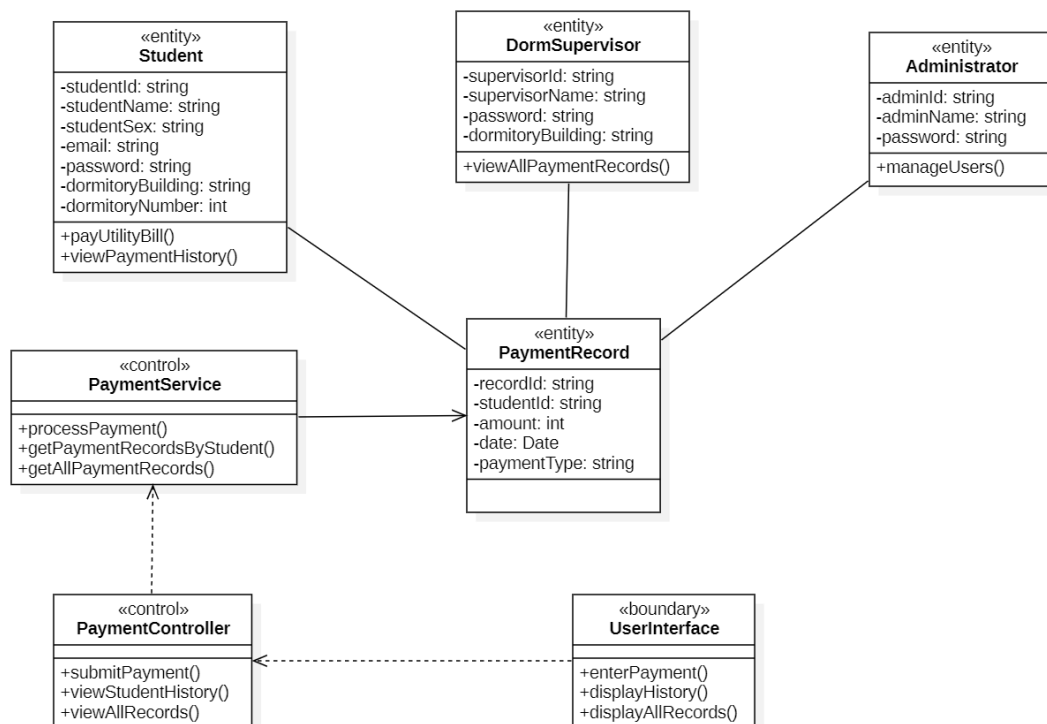 «entity»
Student
-studentId: string
-studentName: string
-studentSex: string
-email: string
-password: string
-dormitoryBuilding: string
-dormitoryNumber: int
+payUtilityBill()
+viewPaymentHistory()
«entity»
DormSupervisor
-supervisorId: string
-supervisorName: string
-password: string
-dormitoryBuilding: string
+viewAllPaymentRecords()
«entity»
Administrator
-adminId: string
-adminName: string
-password: string
+manageUsers()
«control»
PaymentService
+processPayment()
+getPaymentRecordsByStudent()
+getAllPaymentRecords()
«entity»
PaymentRecord
-recordId: string
-studentId: string
-amount: int
-date: Date
-paymentType: string
«control»
PaymentController
+submitPayment()
+viewStudentHistory()
+viewAllRecords()
«boundary»
UserInterface
+enterPayment()
+displayHistory()
+displayAllRecords()